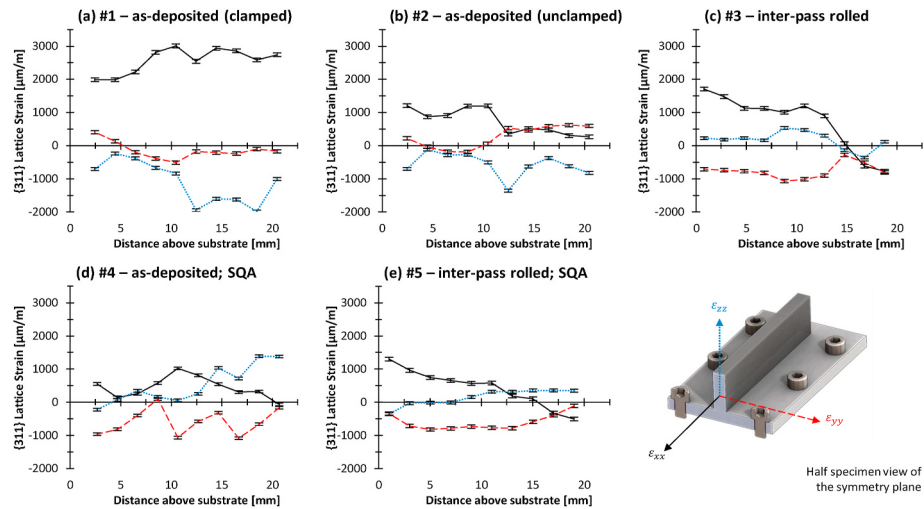 (a) #1 – as-deposited (clamped)
(b) #2 – as-deposited (unclamped)
(c) #3 – inter-pass rolled
{311} Lattice Strain [µm/m]
3000
2000
1000
0
-1000
-2000
0 5 10 15 20
Distance above substrate [mm]
{311} Lattice Strain [µm/m]
3000
2000
1000
0
-1000
-2000
0 5 10 15 20
Distance above substrate [mm]
{311} Lattice Strain [µm/m]
3000
2000
1000
0
-1000
-2000
0 5 10 15 20
Distance above substrate [mm]
(d) #4 – as-deposited; SQA
(e) #5 – inter-pass rolled; SQA
{311} Lattice Strain [µm/m]
3000
2000
1000
0
-1000
-2000
0 5 10 15 20
Distance above substrate [mm]
{311} Lattice Strain [µm/m]
3000
2000
1000
0
-1000
-2000
0 5 10 15 20
Distance above substrate [mm]
εzz
εyy
εxx
Half specimen view of
the symmetry plane